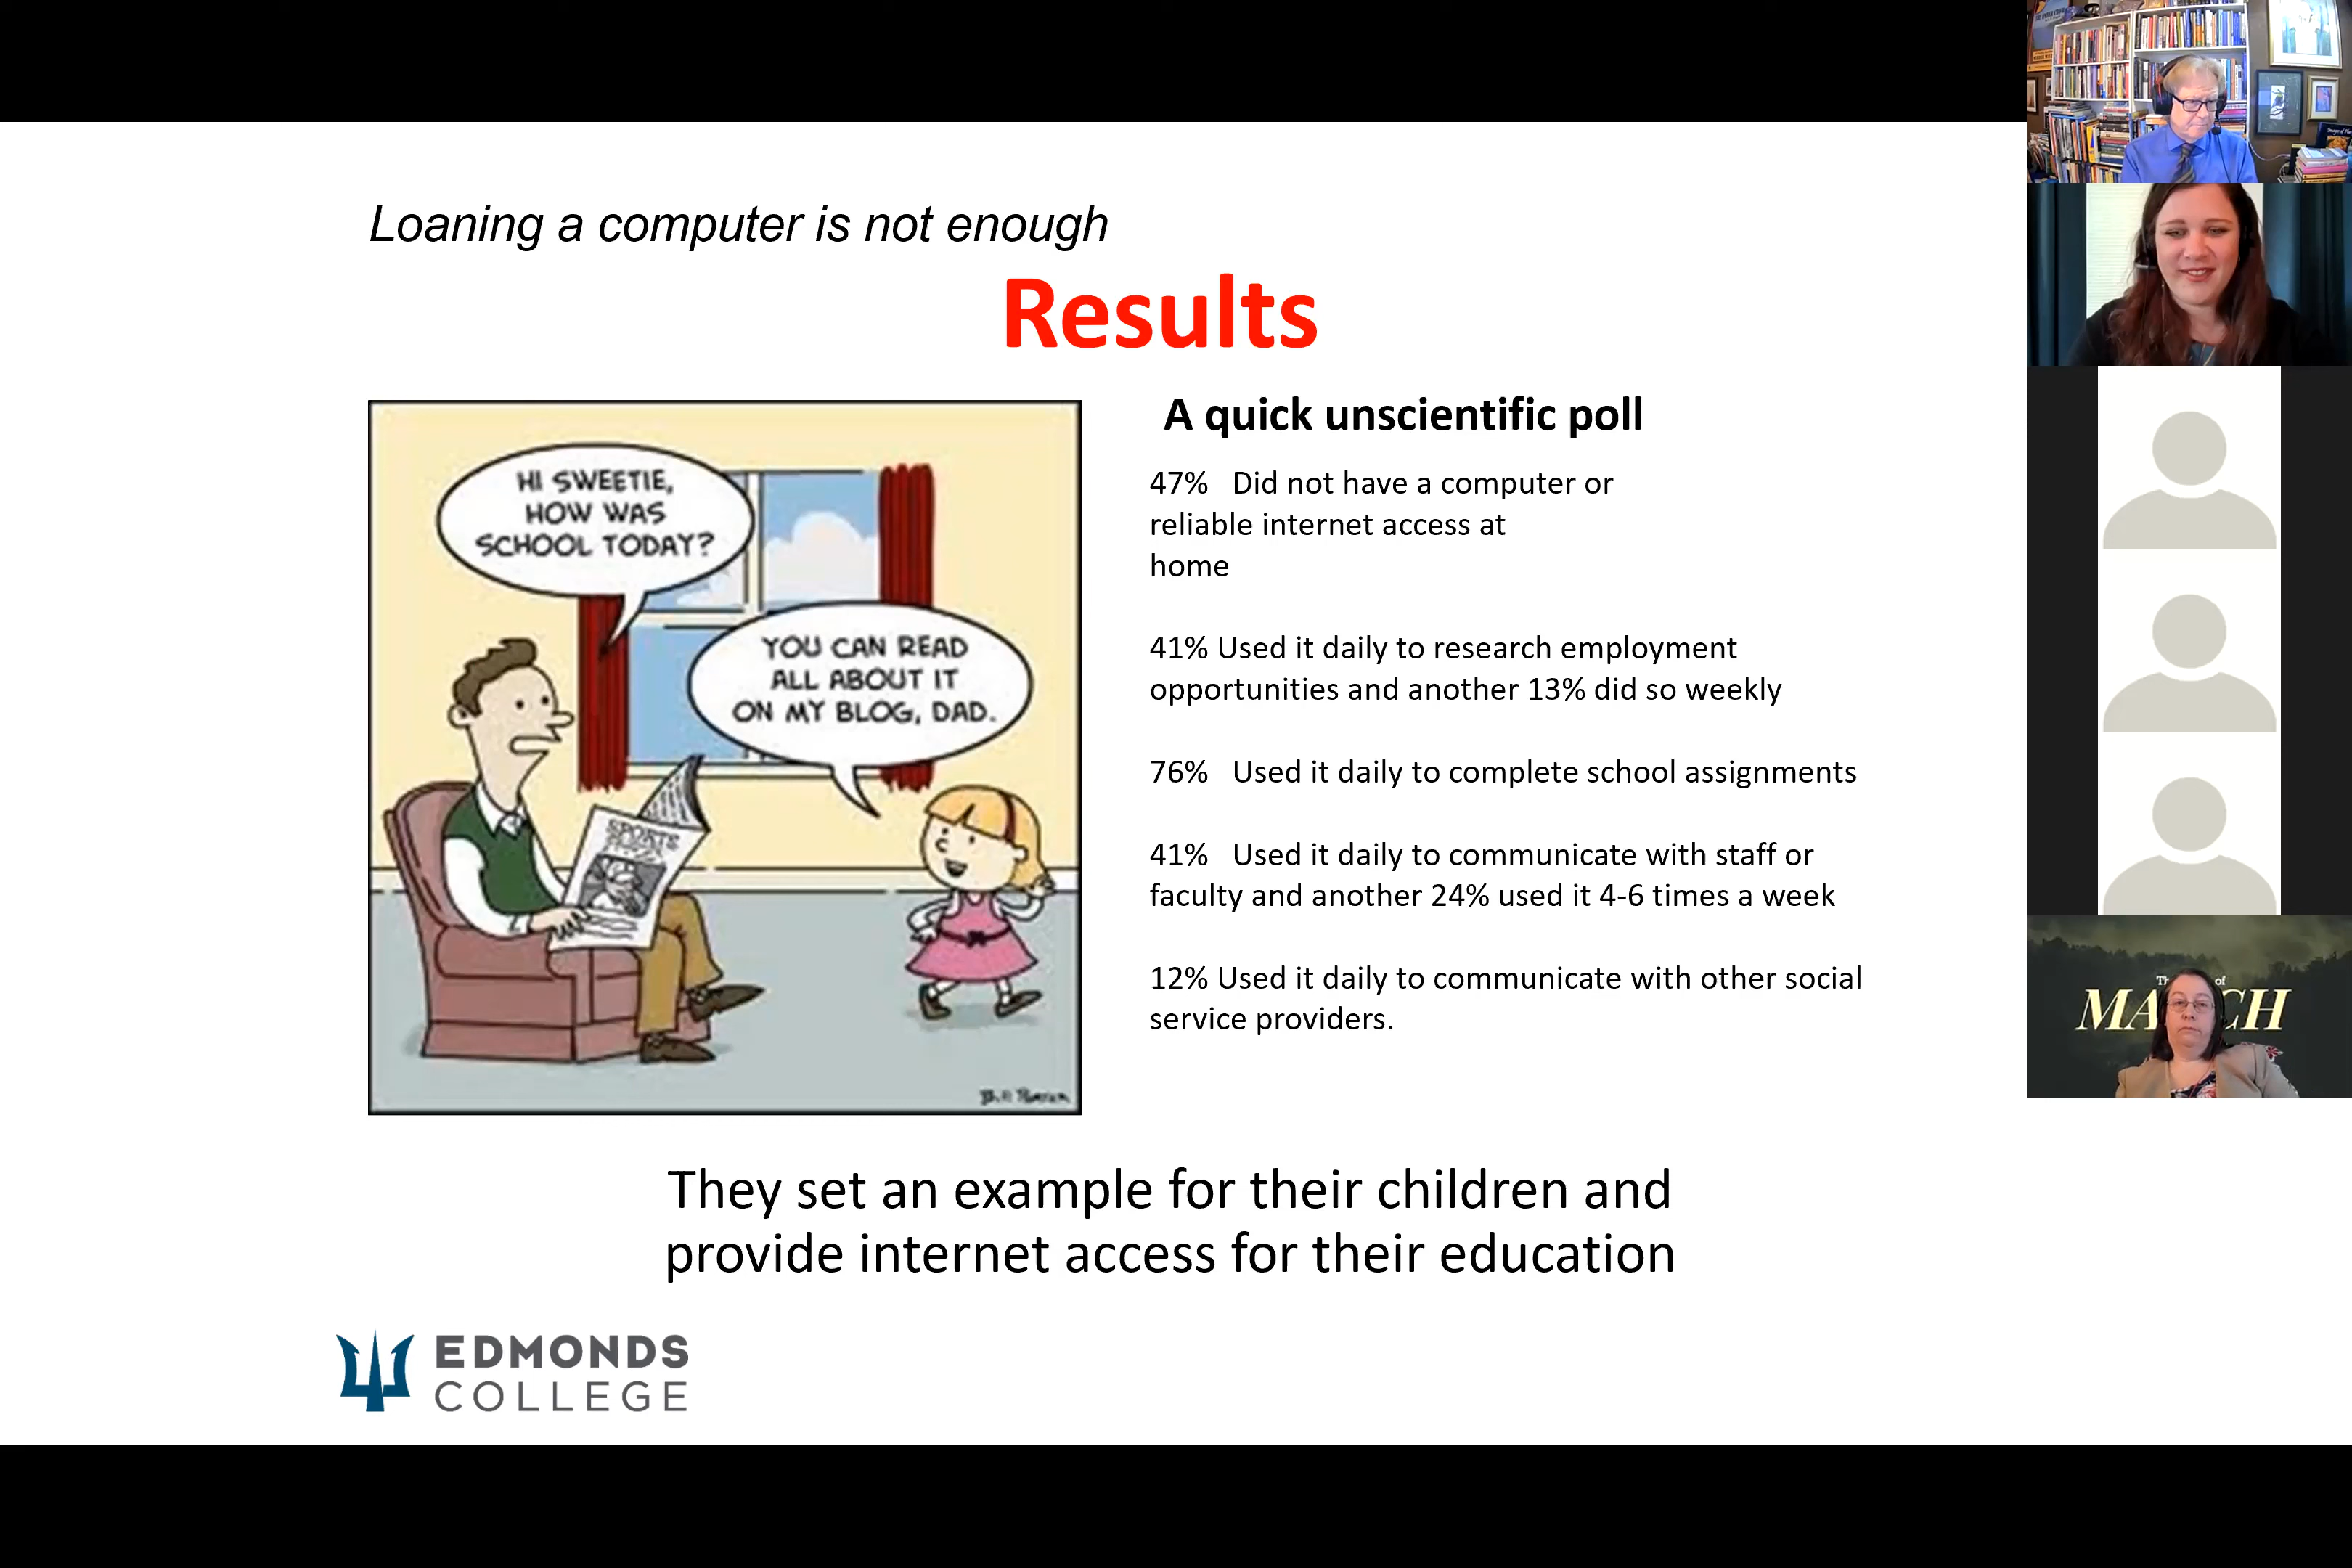 Loaning a computer is not enough
Results
HI SWEETIE,
HOW WAS
SCHOOL TODAY?
YOU CAN READ
ALL ABOUT IT
ON MY BLOG, DAD.
SPORTS
A quick unscientific poll
47% Did not have a computer or
reliable internet access at
home
41% Used it daily to research employment
opportunities and another 13% did so weekly
76% Used it daily to complete school assignments
41% Used it daily to communicate with staff or
faculty and another 24% used it 4-6 times a week
12% Used it daily to communicate with other social
service providers.
They set an example for their children and
provide internet access for their education
EDMONDS
COLLEGE
of